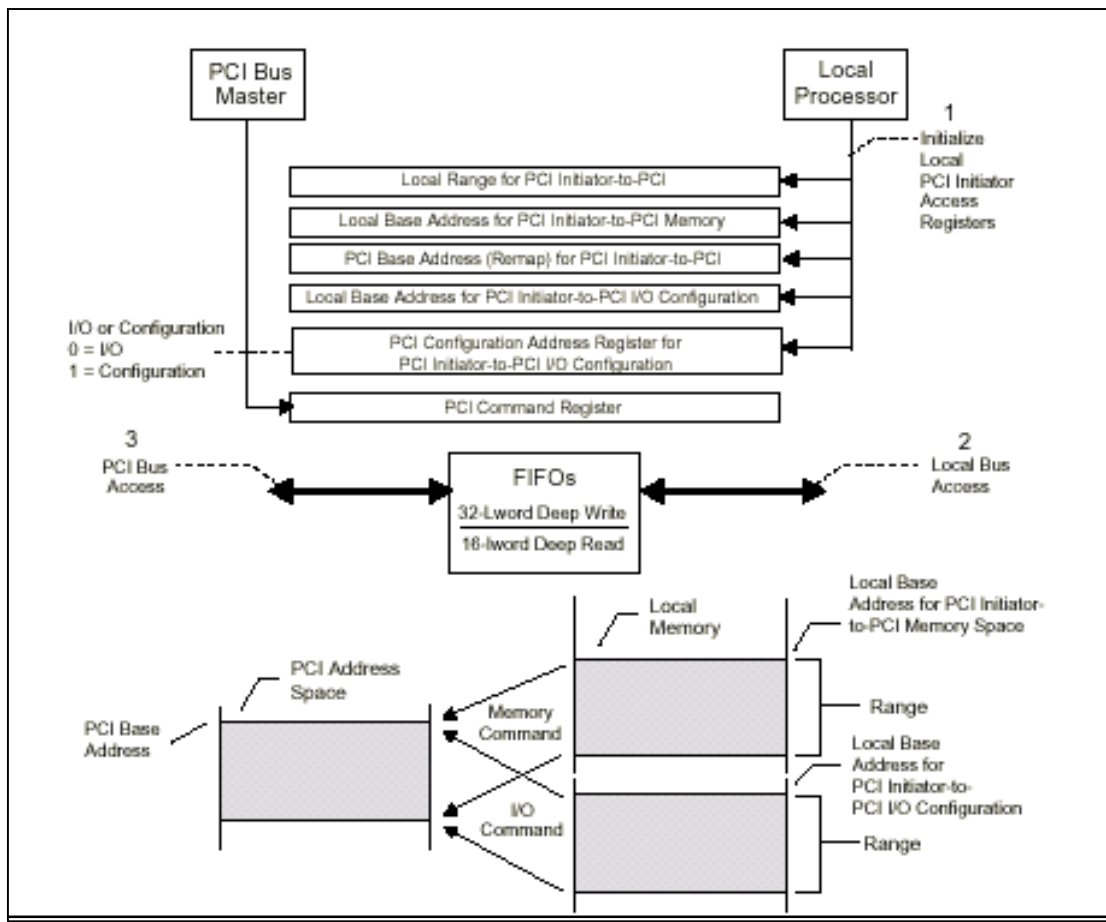 PCI Bus
Master
Local
Processor
1
Initialize
Local
PCI Initiator
Access
Registers
Local Range for PCI Initiator-to-PCI
Local Base Address for PCI Initiator-to-PCI Memory
PCI Base Address (Remap) for PCI Initiator-to-PCI
Local Base Address for PCI Initiator-to-PCI I/O Configuration
I/O or Configuration
0 = I/O
1 = Configuration
PCI Configuration Address Register for
PCI Initiator-to-PCI I/O Configuration
PCI Command Register
3
PCI Bus
Access
FIFOs
32-Lword Deep Write
16-lword Deep Read
2
Local Bus
Access
Local
Memory
Local Base
Address for PCI Initiator-
to-PCI Memory Space
PCI Address
Space
PCI Base
Address
Memory
Command
Range
I/O
Command
Local Base
Address for
PCI Initiator-to-
PCI I/O Configuration
Range